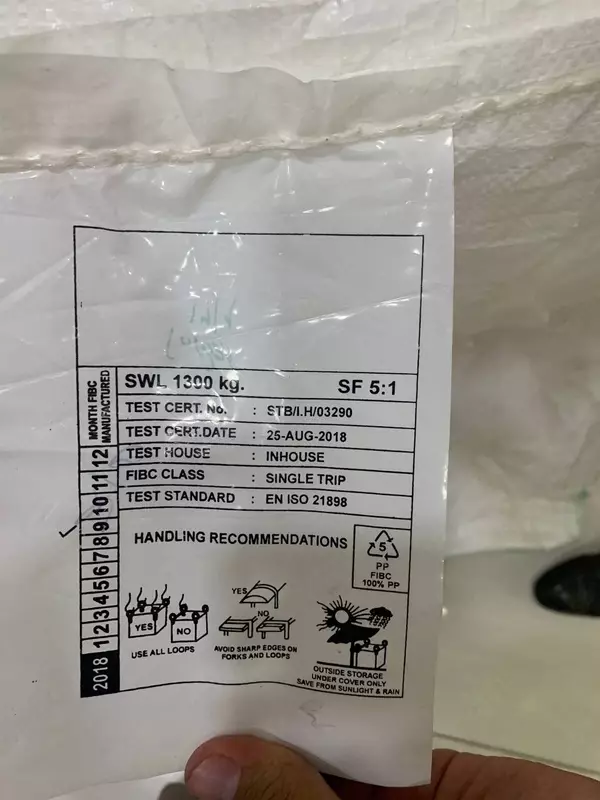 MONTH FIBC
MANUFACTURED
2018 1 2 3 4 5 6 7 8 9 10 11 12
SWL 1300 kg. SF 5:1
TEST CERT. No. : STB/I.H/03290
TEST CERT.DATE : 25-AUG-2018
TEST HOUSE : INHOUSE
FIBC CLASS : SINGLE TRIP
TEST STANDARD : EN ISO 21898
HANDLING RECOMMENDATIONS
5
PP
FIBC
100% PP
YES
NO
USE ALL LOOPS
YES
NO
AVOID SHARP EDGES ON
FORKS AND LOOPS
OUTSIDE STORAGE
UNDER COVER ONLY
SAVE FROM SUNLIGHT & RAIN